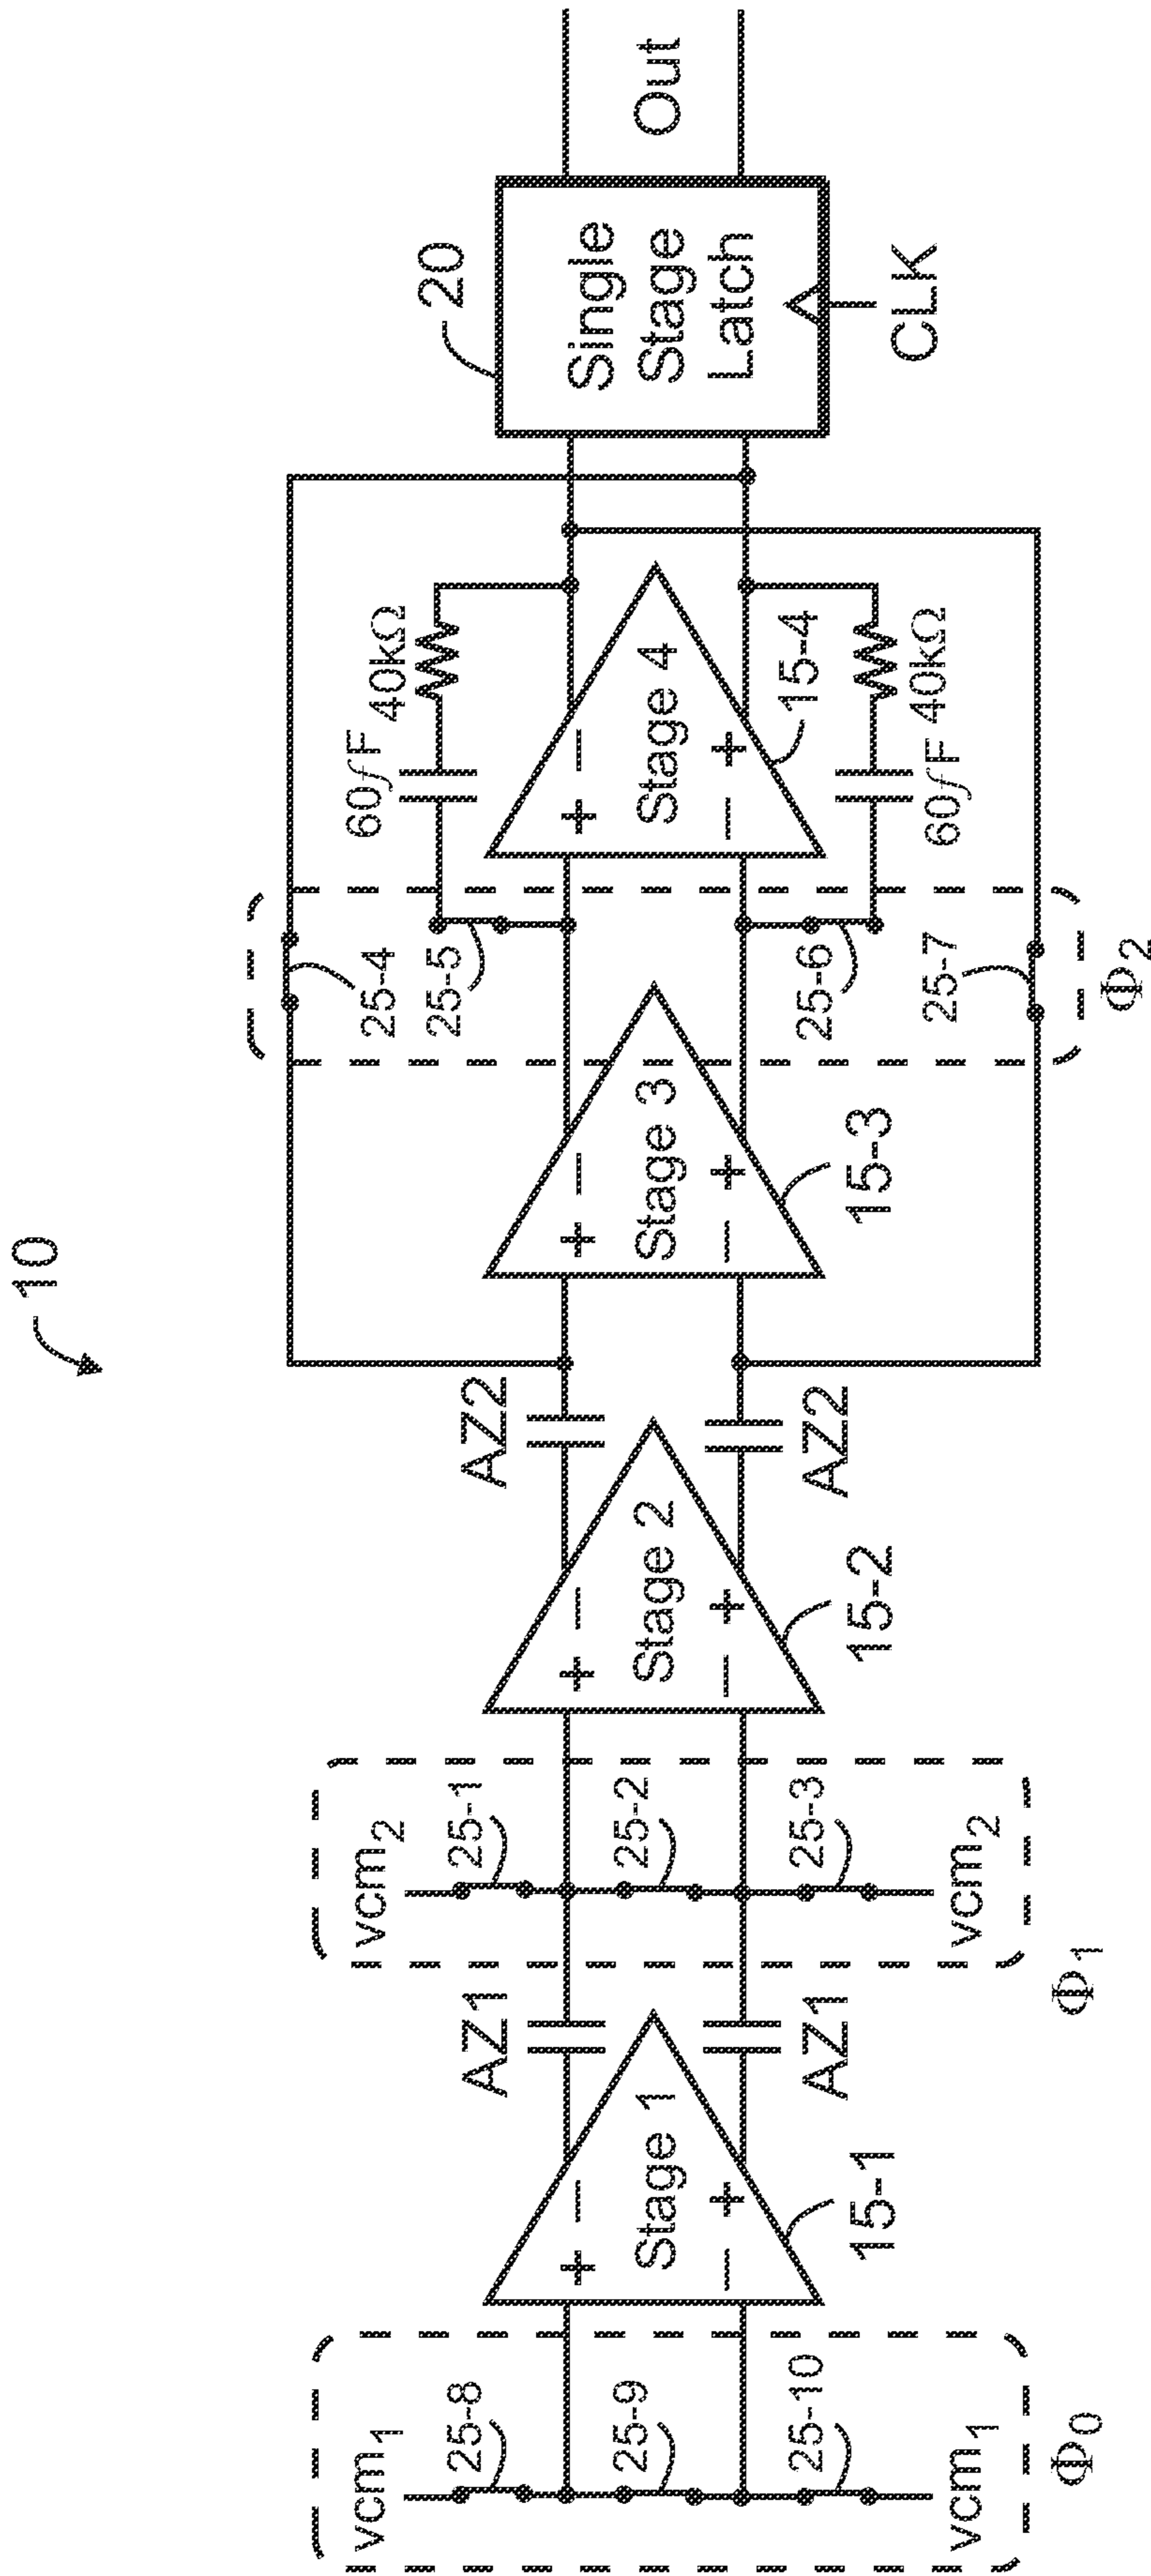 10
vcm1
25-8
25-9
25-10
vcm1
Φ0
+ −
Stage 1
− +
15-1
AZ1
AZ1
vcm2
25-1
25-2
25-3
vcm2
Φ1
+ −
Stage 2
− +
15-2
AZ2
AZ2
+ −
Stage 3
− +
15-3
25-4
25-5
25-6
25-7
Φ2
60fF
40kΩ
+ −
Stage 4
− +
15-4
60fF
40kΩ
20
Single
Stage
Latch
CLK
Out